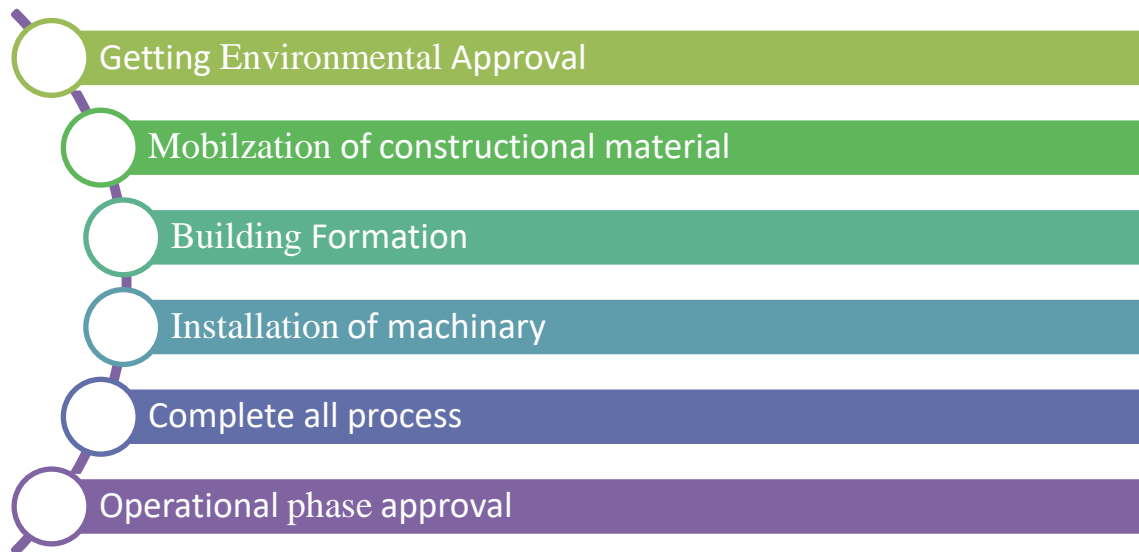 Getting Environmental Approval
Mobilzation of constructional material
Building Formation
Installation of machinary
Complete all process
Operational phase approval